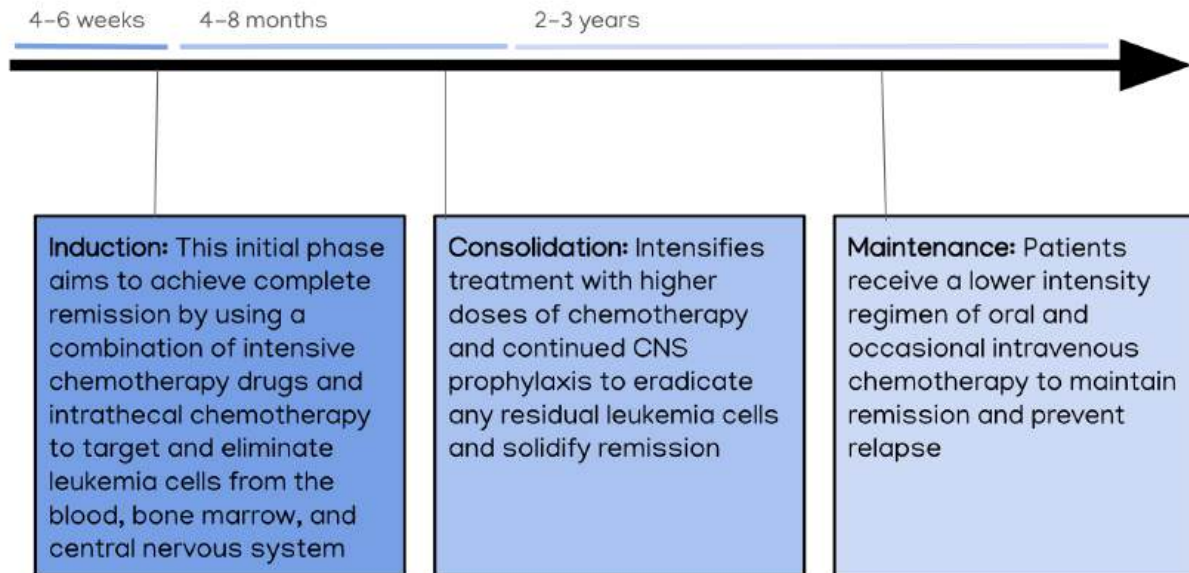 4–6 weeks
4–8 months
2–3 years
Induction: This initial phase
aims to achieve complete
remission by using a
combination of intensive
chemotherapy drugs and
intrathecal chemotherapy
to target and eliminate
leukemia cells from the
blood, bone marrow, and
central nervous system
Consolidation: Intensifies
treatment with higher
doses of chemotherapy
and continued CNS
prophylaxis to eradicate
any residual leukemia cells
and solidify remission
Maintenance: Patients
receive a lower intensity
regimen of oral and
occasional intravenous
chemotherapy to maintain
remission and prevent
relapse